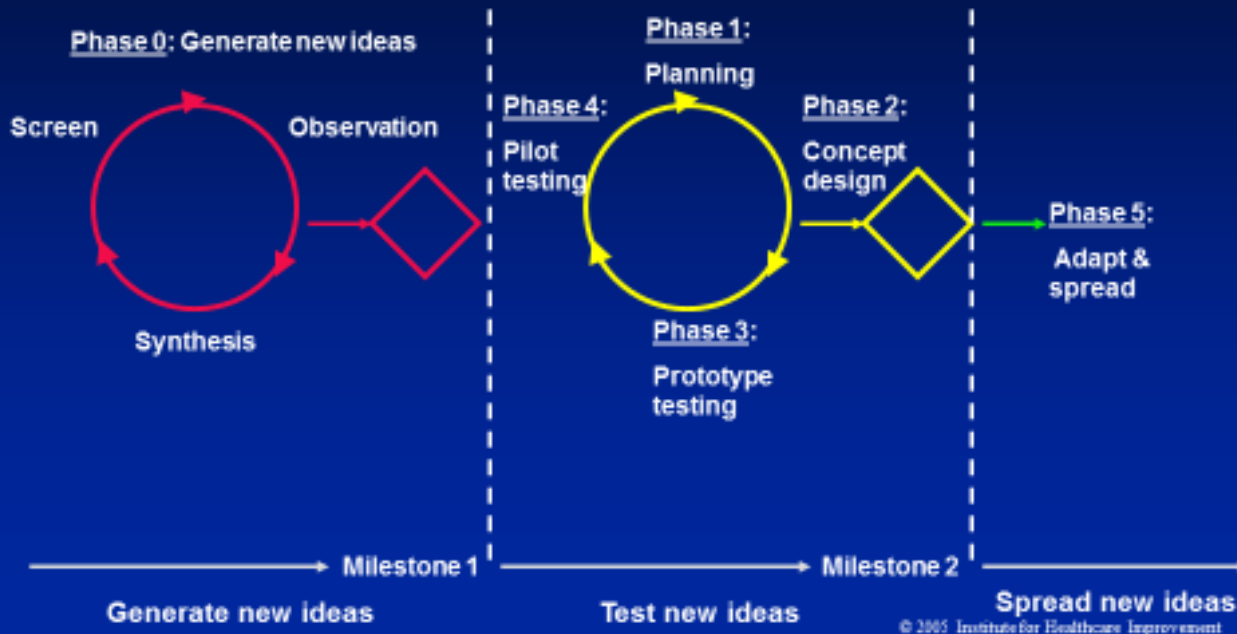 Phase 0: Generate new ideas
Screen
Observation
Synthesis
Phase 1:
Planning
Phase 4:
Pilot
testing
Phase 2:
Concept
design
Phase 3:
Prototype
testing
Phase 5:
Adapt &
spread
Milestone 1
Milestone 2
Generate new ideas
Test new ideas
Spread new ideas
© 2005 Institute for Healthcare Improvement